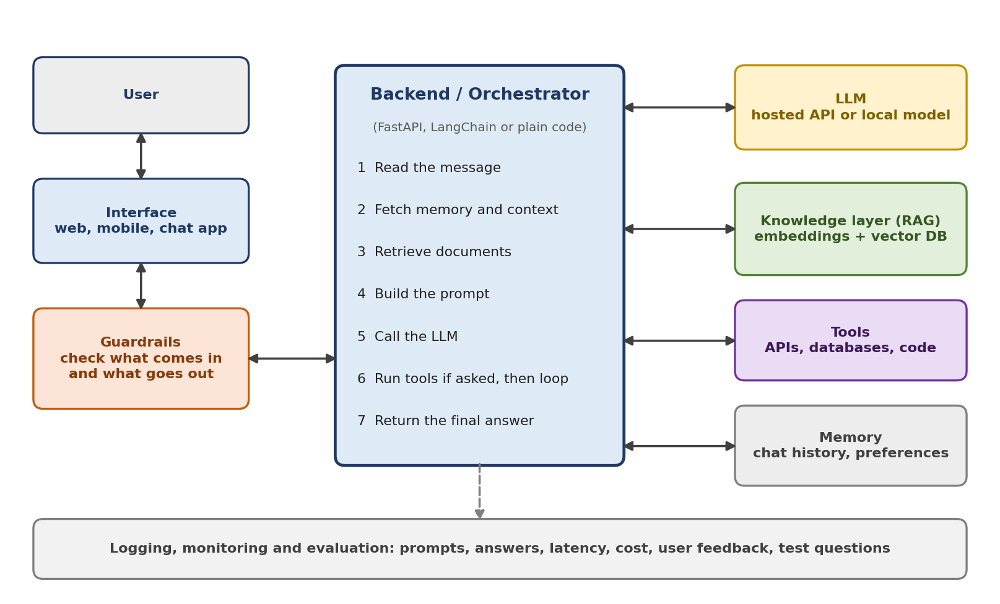 User
Interface
web, mobile, chat app
Guardrails
check what comes in
and what goes out
Backend / Orchestrator
(FastAPI, LangChain or plain code)
1 Read the message
2 Fetch memory and context
3 Retrieve documents
4 Build the prompt
5 Call the LLM
6 Run tools if asked, then loop
7 Return the final answer
LLM
hosted API or local model
Knowledge layer (RAG)
embeddings + vector DB
Tools
APIs, databases, code
Memory
chat history, preferences
Logging, monitoring and evaluation: prompts, answers, latency, cost, user feedback, test questions